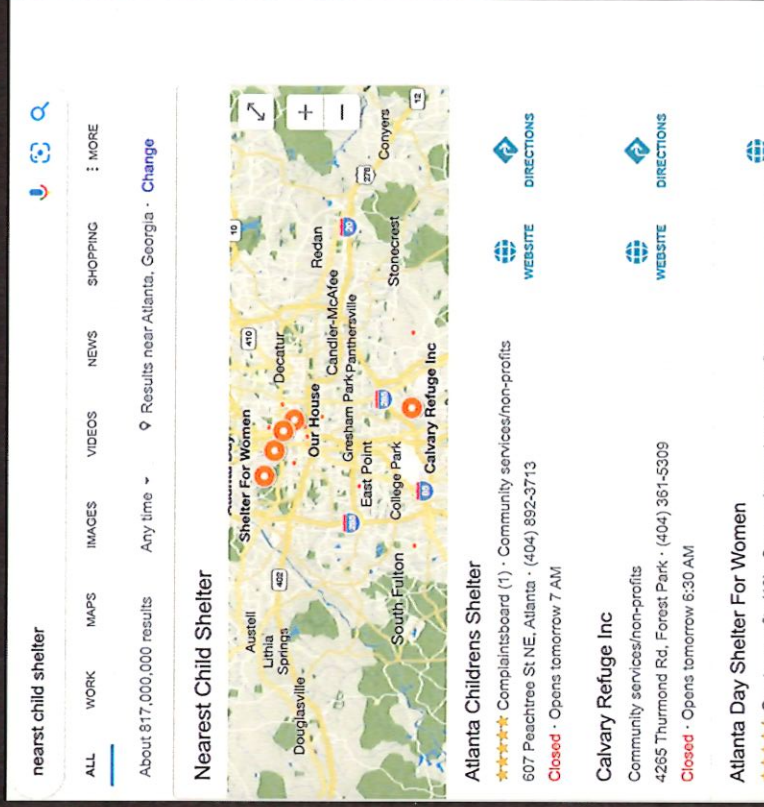 nearst child shelter
ALL WORK MAPS IMAGES VIDEOS NEWS SHOPPING ⋮ MORE
About 817,000,000 results Any time Results near Atlanta, Georgia · Change
Nearest Child Shelter
Shelter For Women
Our House
Calvary Refuge Inc
Austell
Lithia
Springs
Douglasville
South Fulton
College Park
East Point
Gresham Park
Panthersville
Candler-McAfee
Decatur
Redan
Stonecrest
Conyers
402
410
10
20
278
12
85
Atlanta Childrens Shelter
Complaintsboard (1) · Community services/non-profits
607 Peachtree St NE, Atlanta · (404) 892-3713
Closed · Opens tomorrow 7 AM
WEBSITE
DIRECTIONS
Calvary Refuge Inc
Community services/non-profits
4265 Thurmond Rd, Forest Park · (404) 361-5309
Closed · Opens tomorrow 6:30 AM
WEBSITE
DIRECTIONS
Atlanta Day Shelter For Women